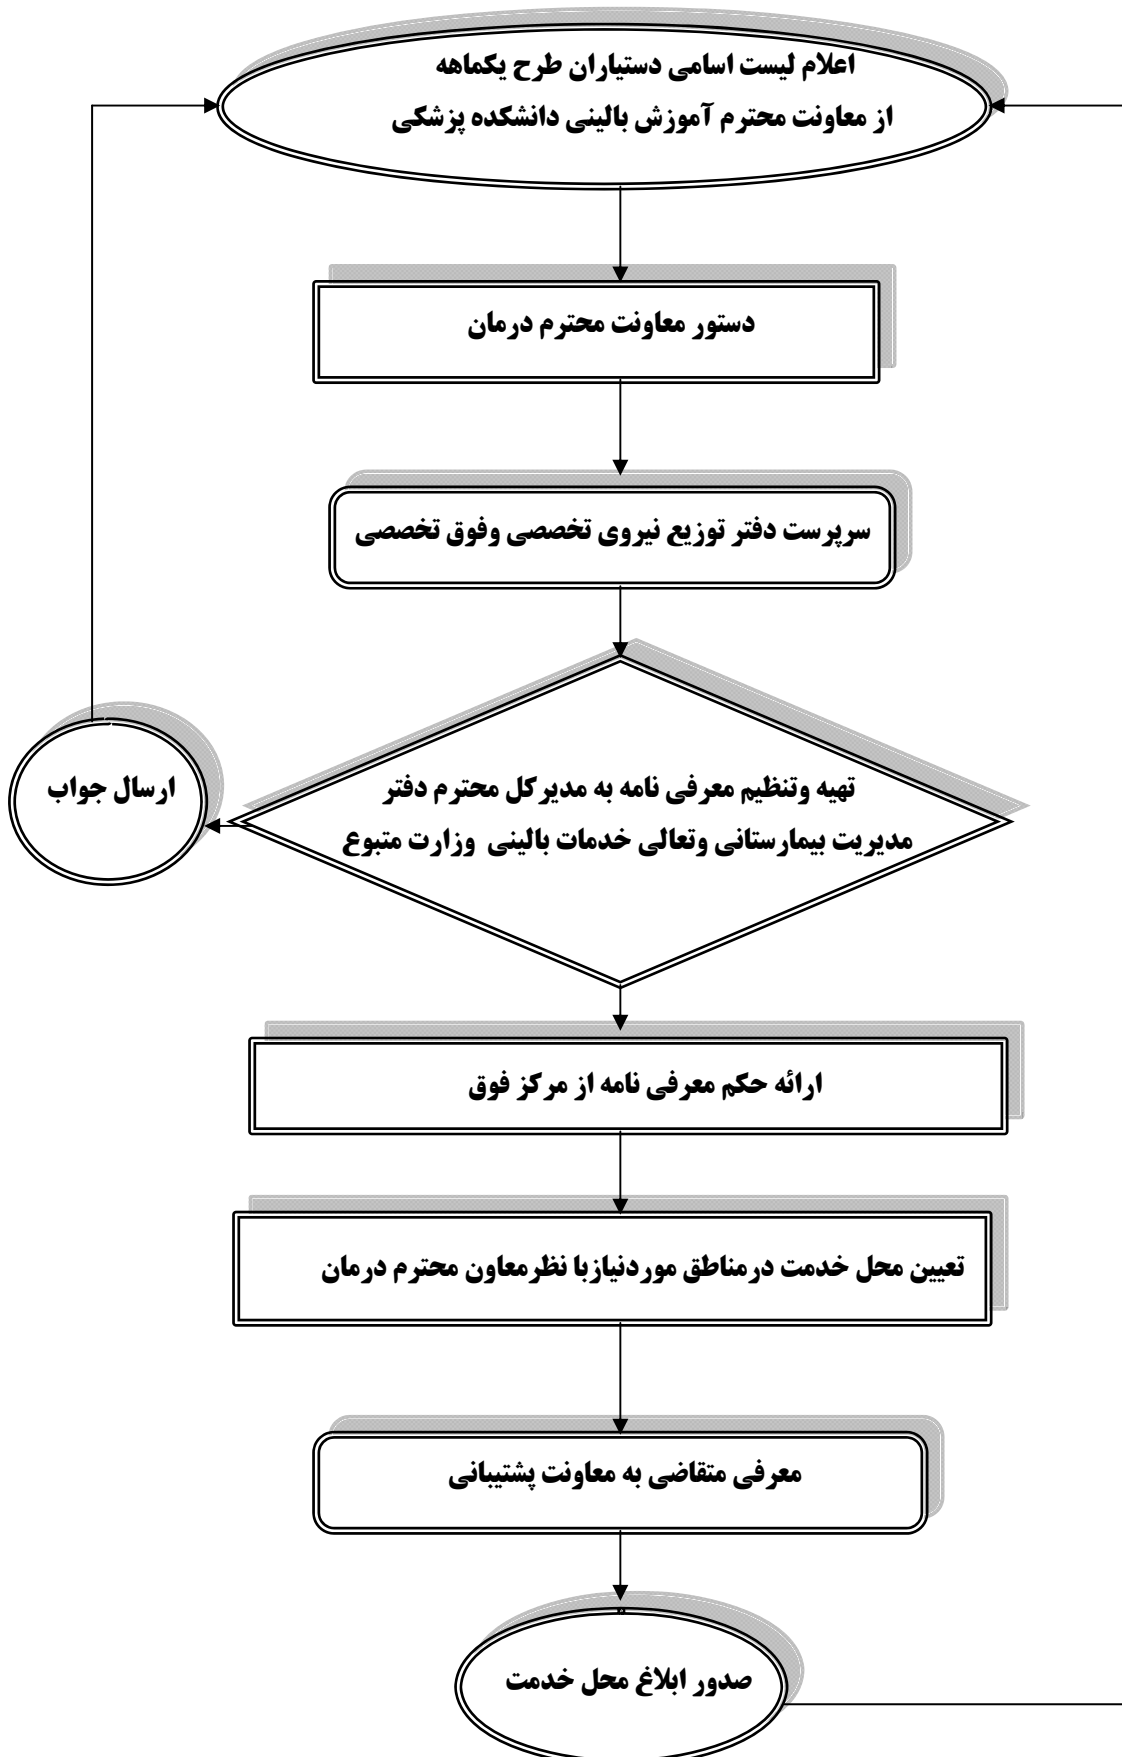 اعلام لیست اسامی دستیاران طرح یکماهه
از معاونت محترم آموزش بالینی دانشکده پزشکی
دستور معاونت محترم درمان
سرپرست دفتر توزیع نیروی تخصصی وفوق تخصصی
تهیه وتنظیم معرفی نامه به مدیرکل محترم دفتر
مدیریت بیمارستانی وتعالی خدمات بالینی وزارت متبوع
ارسال جواب
ارائه حکم معرفی نامه از مرکز فوق
تعیین محل خدمت درمناطق موردنیازبا نظرمعاون محترم درمان
معرفی متقاضی به معاونت پشتیبانی
صدور ابلاغ محل خدمت